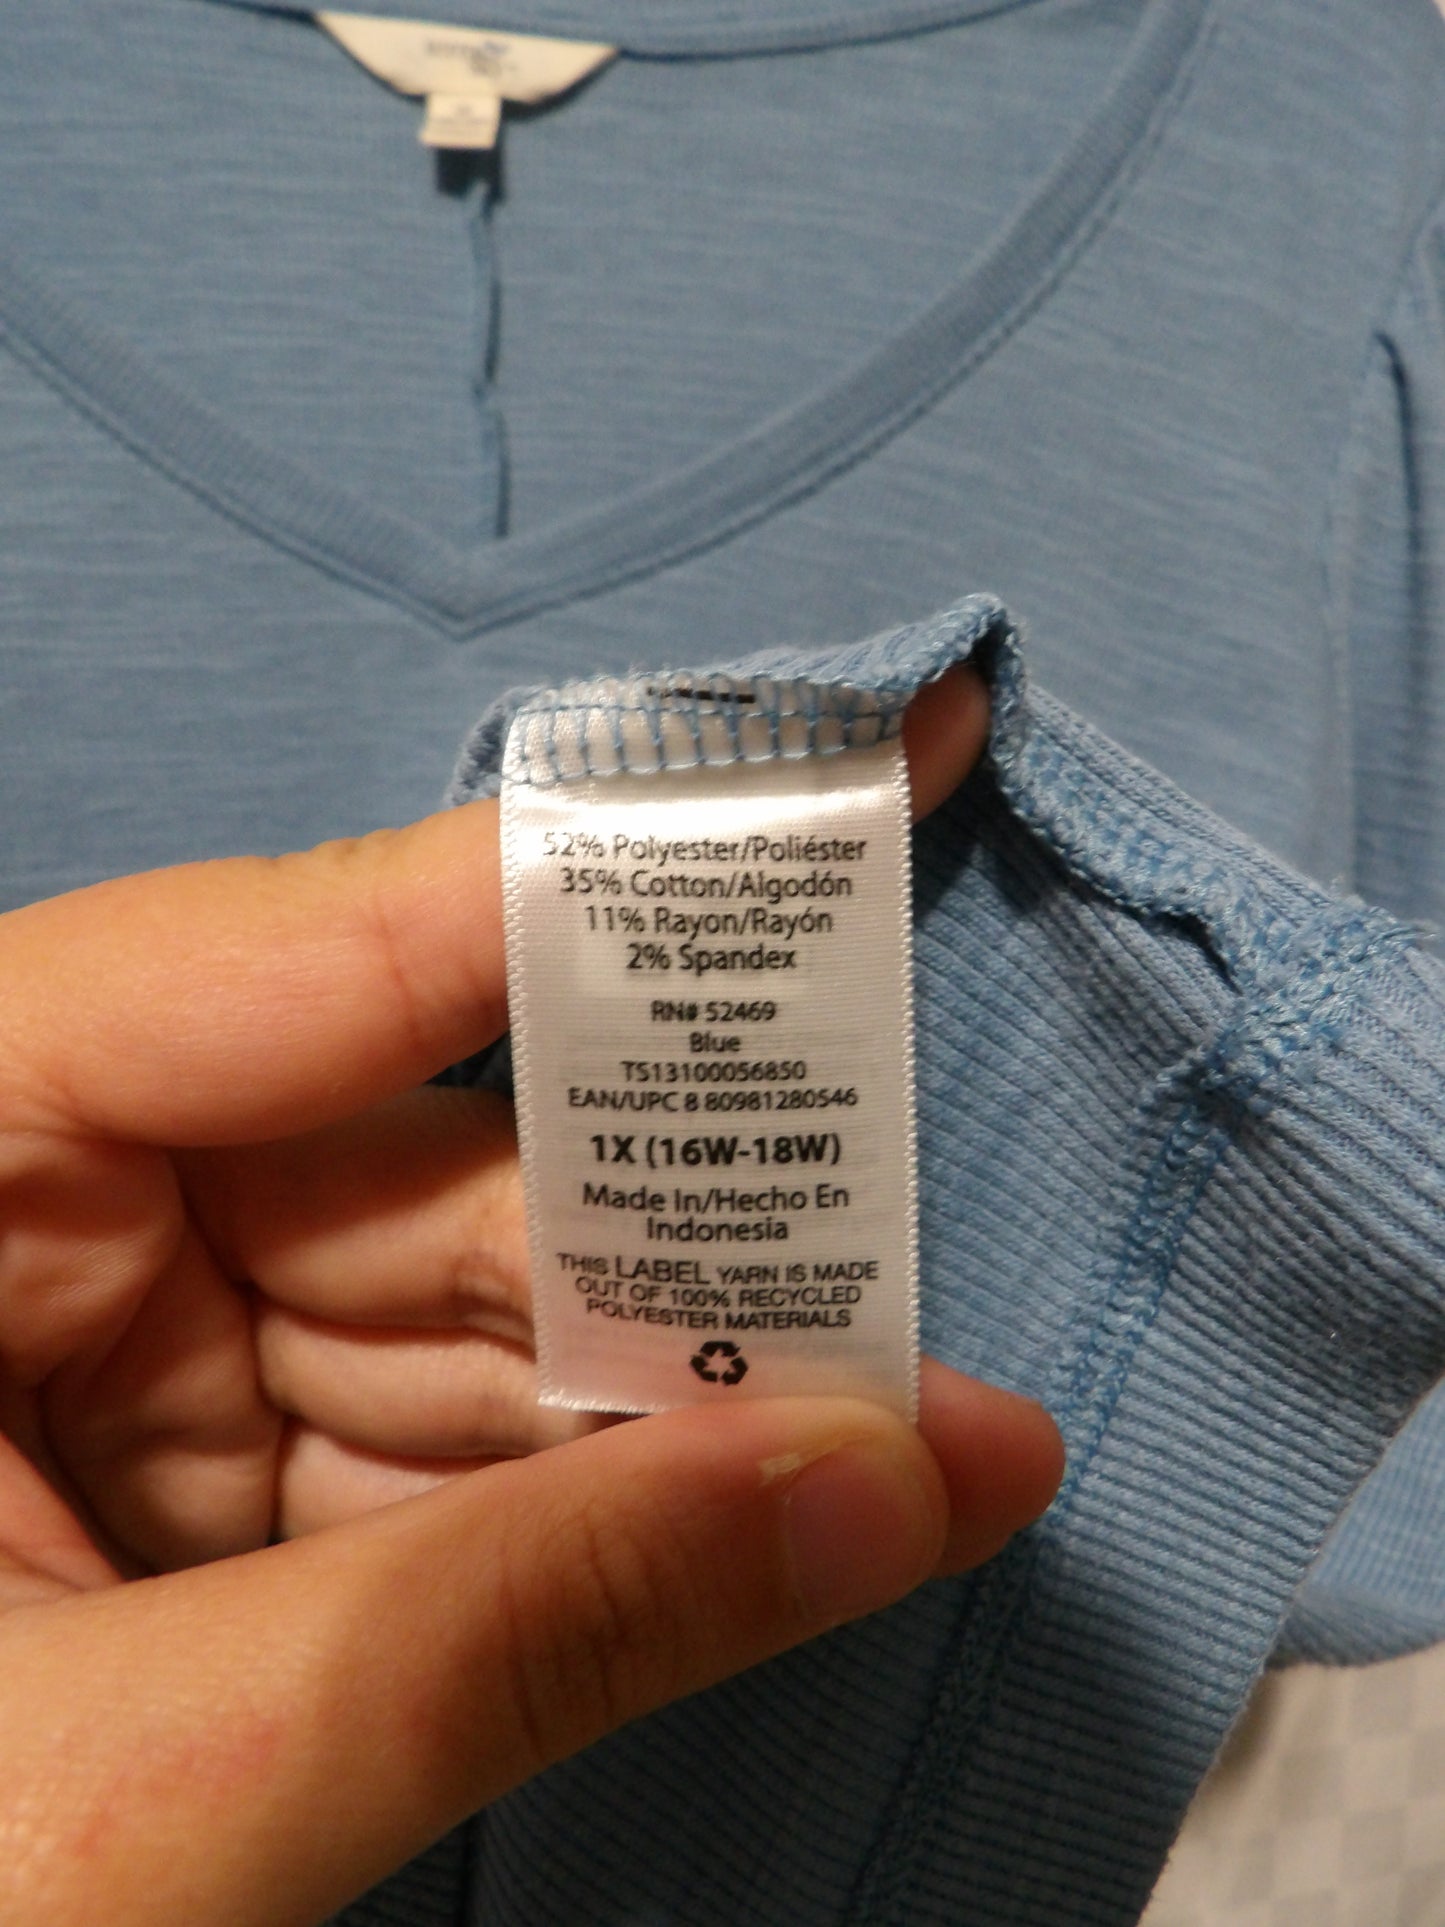 52% Polyester/Poliéster
35% Cotton/Algodón
11% Rayon/Rayón
2% Spandex
RN# 52469
Blue
TS13100056850
EAN/UPC 8 80981280546
1X (16W-18W)
Made In/Hecho En
Indonesia
THIS LABEL YARN IS MADE
OUT OF 100% RECYCLED
POLYESTER MATERIALS